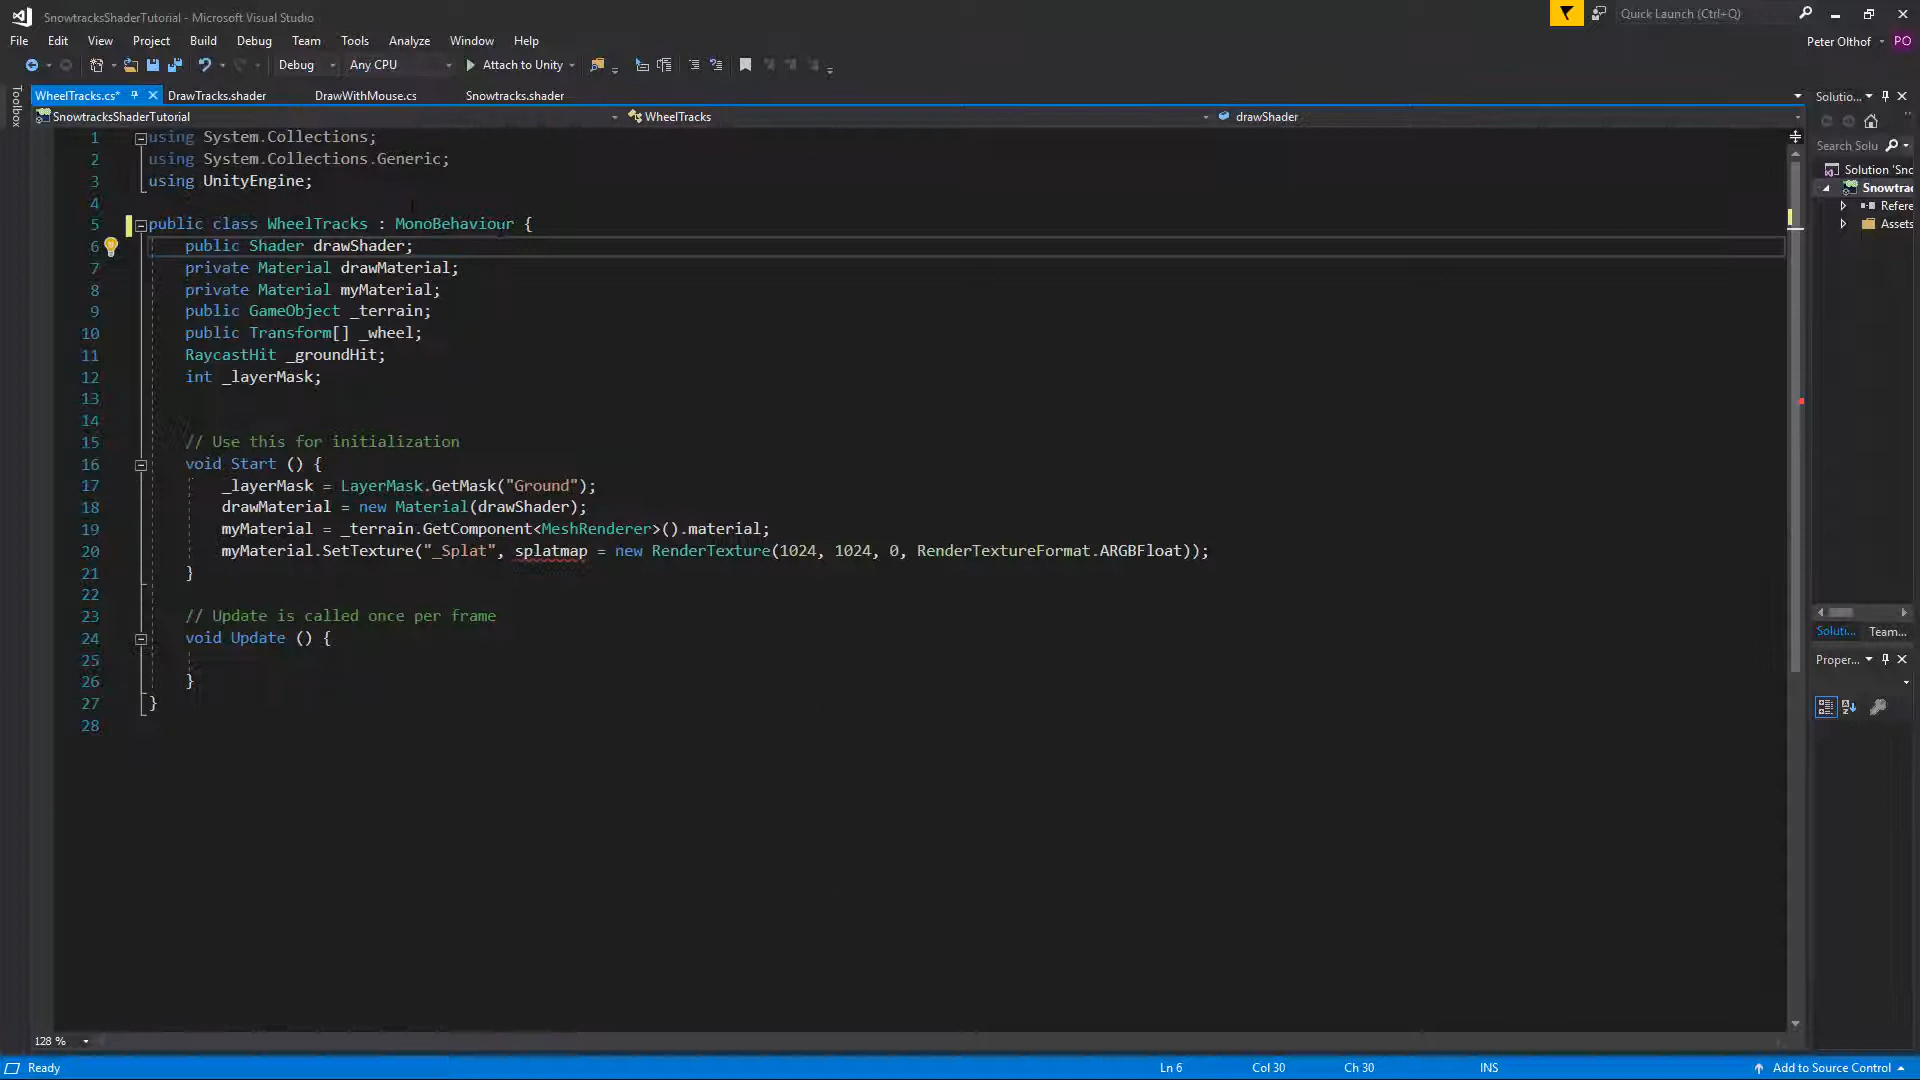 SnowtracksShaderTutorial - Microsoft Visual Studio
Quick Launch (Ctrl+Q)
File Edit View Project Build Debug Team Tools Analyze Window Help
Peter Olthof PO
Debug Any CPU Attach to Unity
Toolbox
WheelTracks.cs* DrawTracks.shader DrawWithMouse.cs Snowtracks.shader
Solutio...
SnowtracksShaderTutorial WheelTracks drawShader
Search Solu
Solution 'Sno
Snowtrac
Refere
Assets
1 using System.Collections;
2 using System.Collections.Generic;
3 using UnityEngine;
4
5 public class WheelTracks : MonoBehaviour {
6 public Shader drawShader;
7 private Material drawMaterial;
8 private Material myMaterial;
9 public GameObject _terrain;
10 public Transform[] _wheel;
11 RaycastHit _groundHit;
12 int _layerMask;
13
14
15 // Use this for initialization
16 void Start () {
17 _layerMask = LayerMask.GetMask("Ground");
18 drawMaterial = new Material(drawShader);
19 myMaterial = _terrain.GetComponent<MeshRenderer>().material;
20 myMaterial.SetTexture("_Splat", splatmap = new RenderTexture(1024, 1024, 0, RenderTextureFormat.ARGBFloat));
21 }
22
23 // Update is called once per frame
24 void Update () {
25
26 }
27 }
28
Soluti... Team...
Proper...
128 %
Ready Ln 6 Col 30 Ch 30 INS Add to Source Control